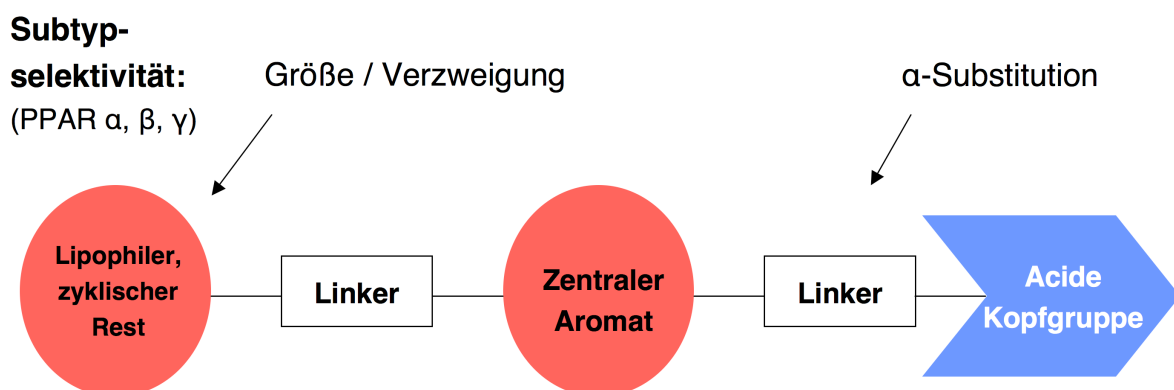 Subtyp-
selektivität:
(PPAR α, β, γ)
Größe / Verzweigung
α-Substitution
Lipophiler,
zyklischer
Rest
Linker
Zentraler
Aromat
Linker
Acide
Kopfgruppe